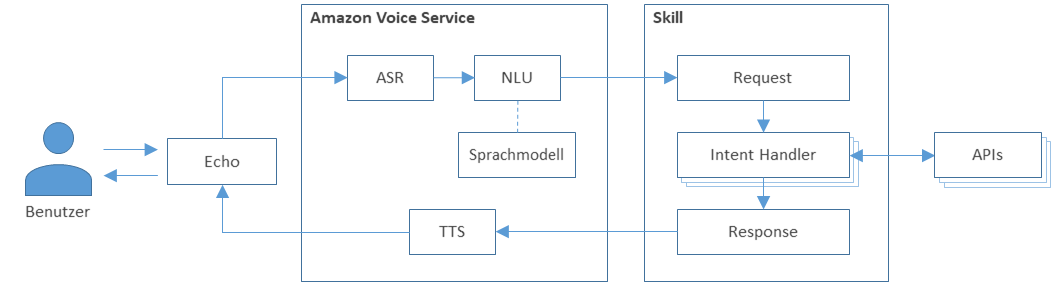 Amazon Voice Service
Skill
ASR
NLU
Request
Sprachmodell
Intent Handler
APIs
Echo
Benutzer
TTS
Response